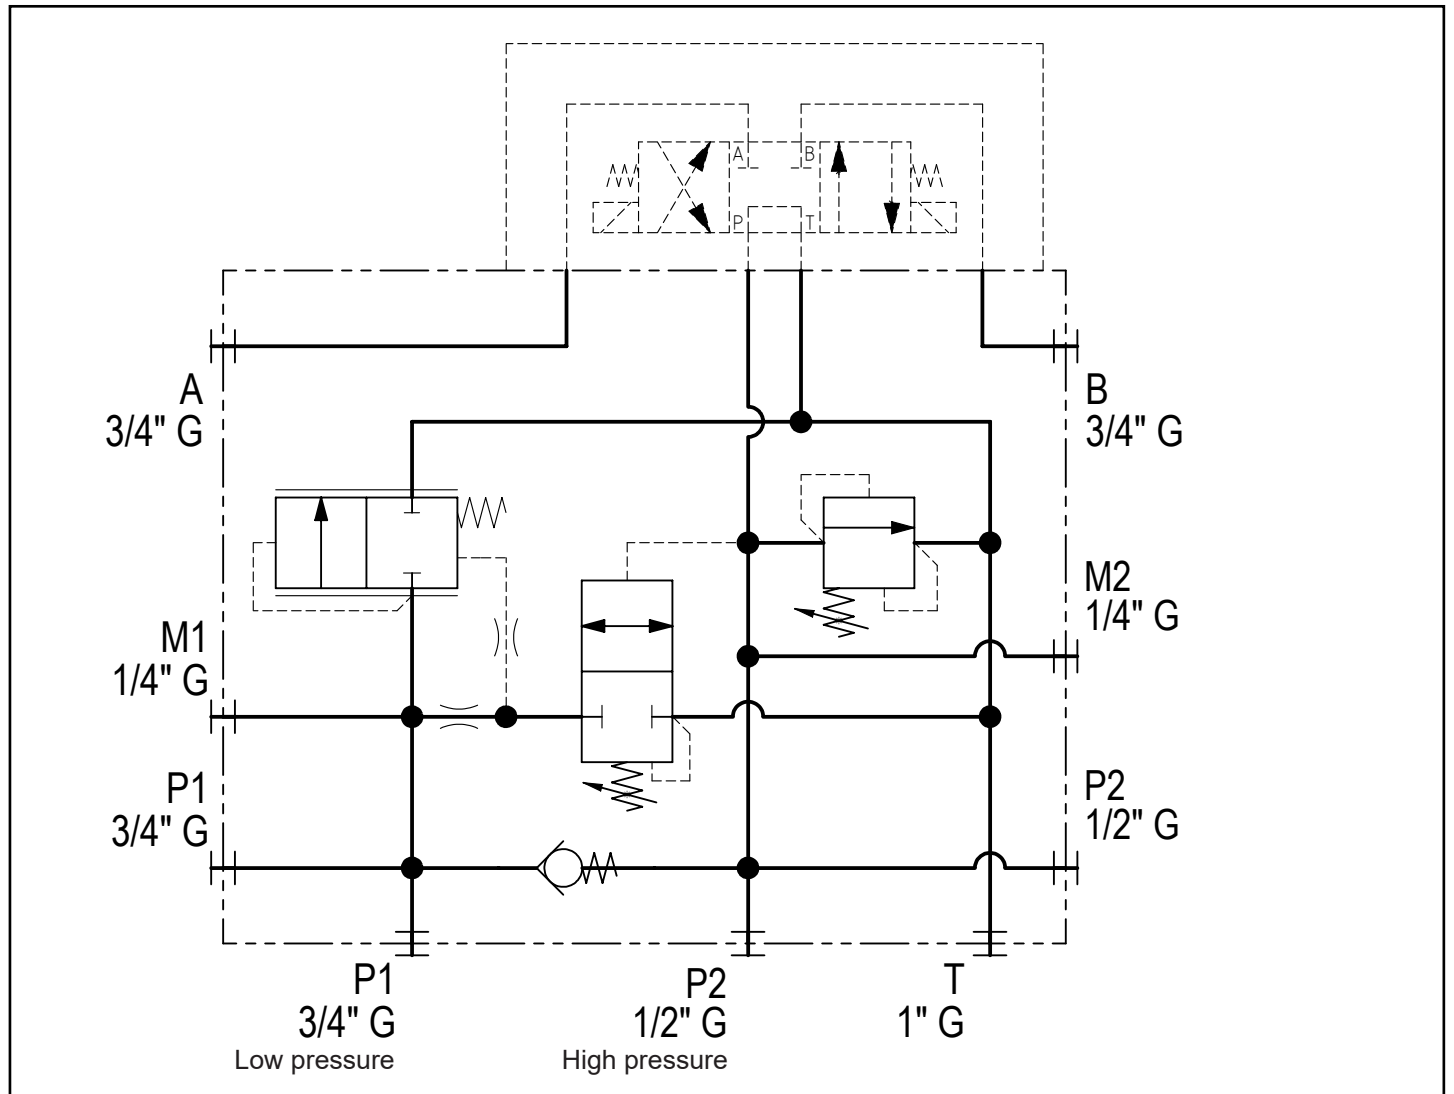 A B
P T
A
3/4" G
B
3/4" G
M2
1/4" G
M1
1/4" G
P1
3/4" G
P2
1/2" G
P1
3/4" G
Low pressure
P2
1/2" G
High pressure
T
1" G